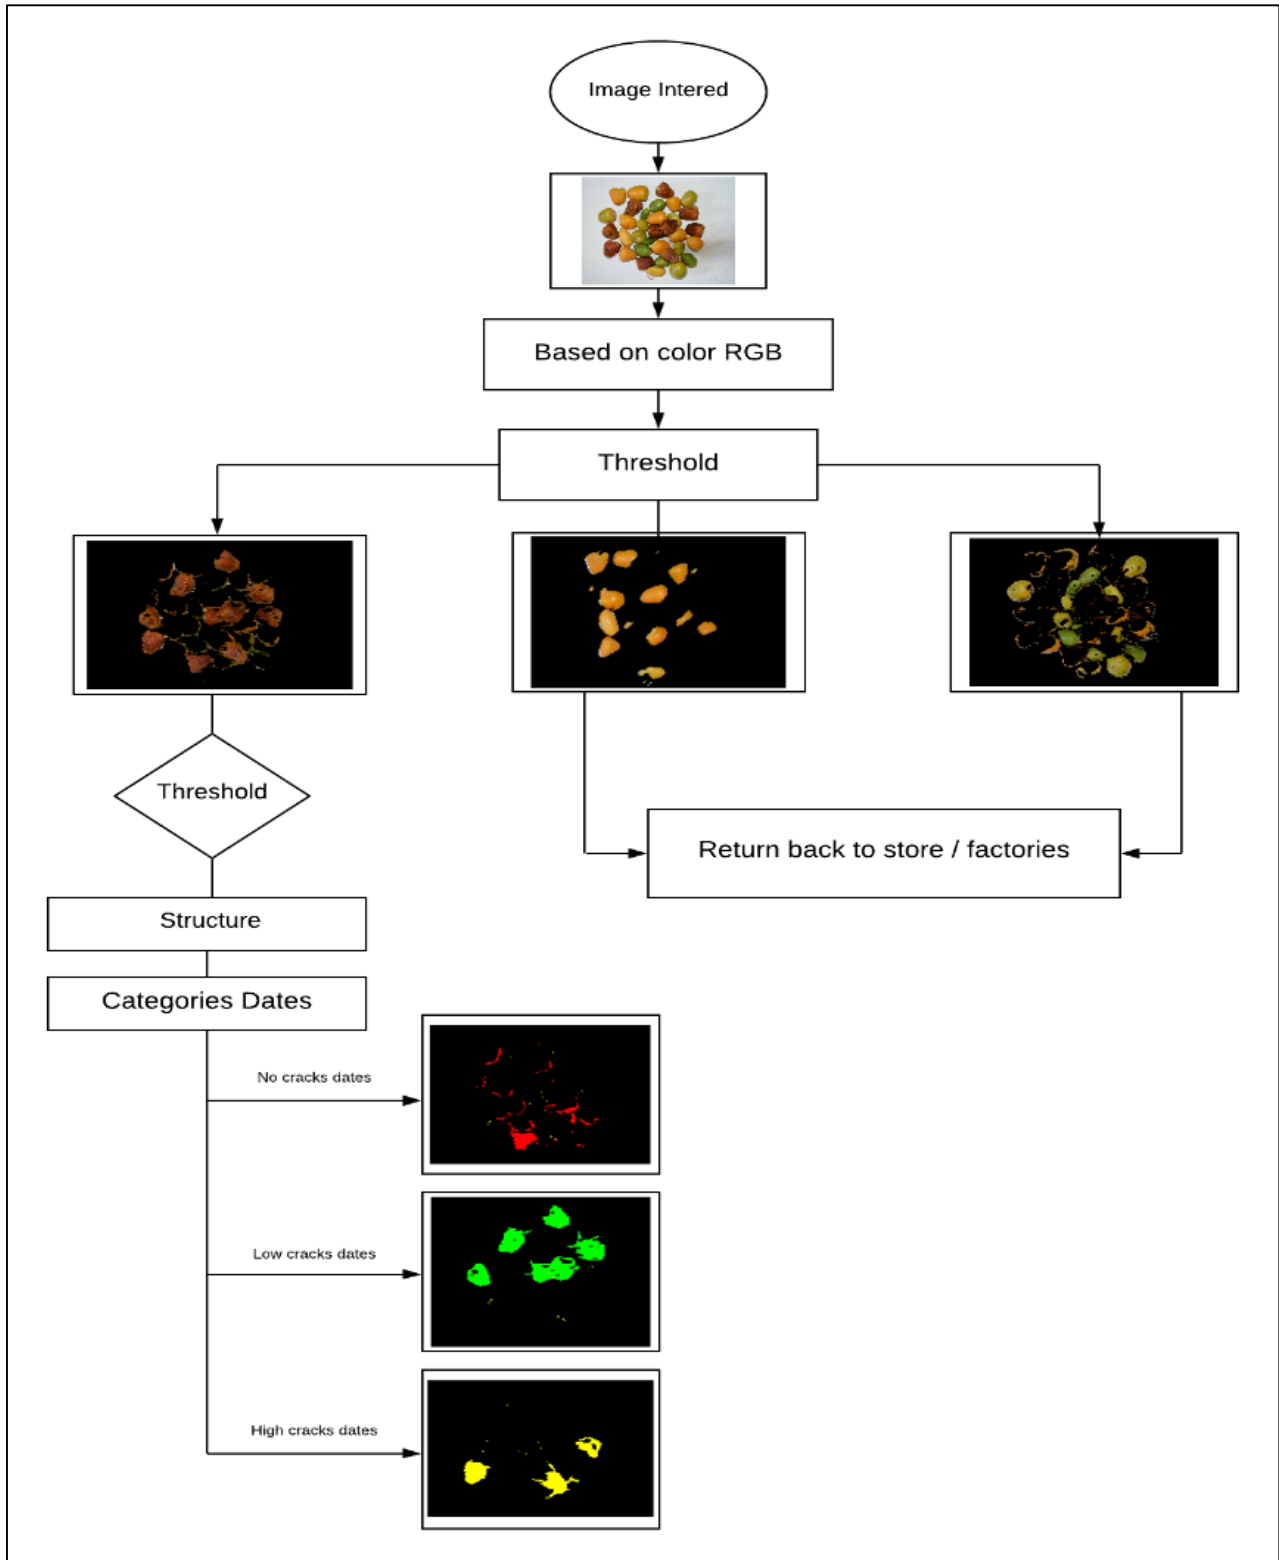 Image Intered
Based on color RGB
Threshold
Threshold
Return back to store / factories
Structure
Categories Dates
No cracks dates
Low cracks dates
High cracks dates